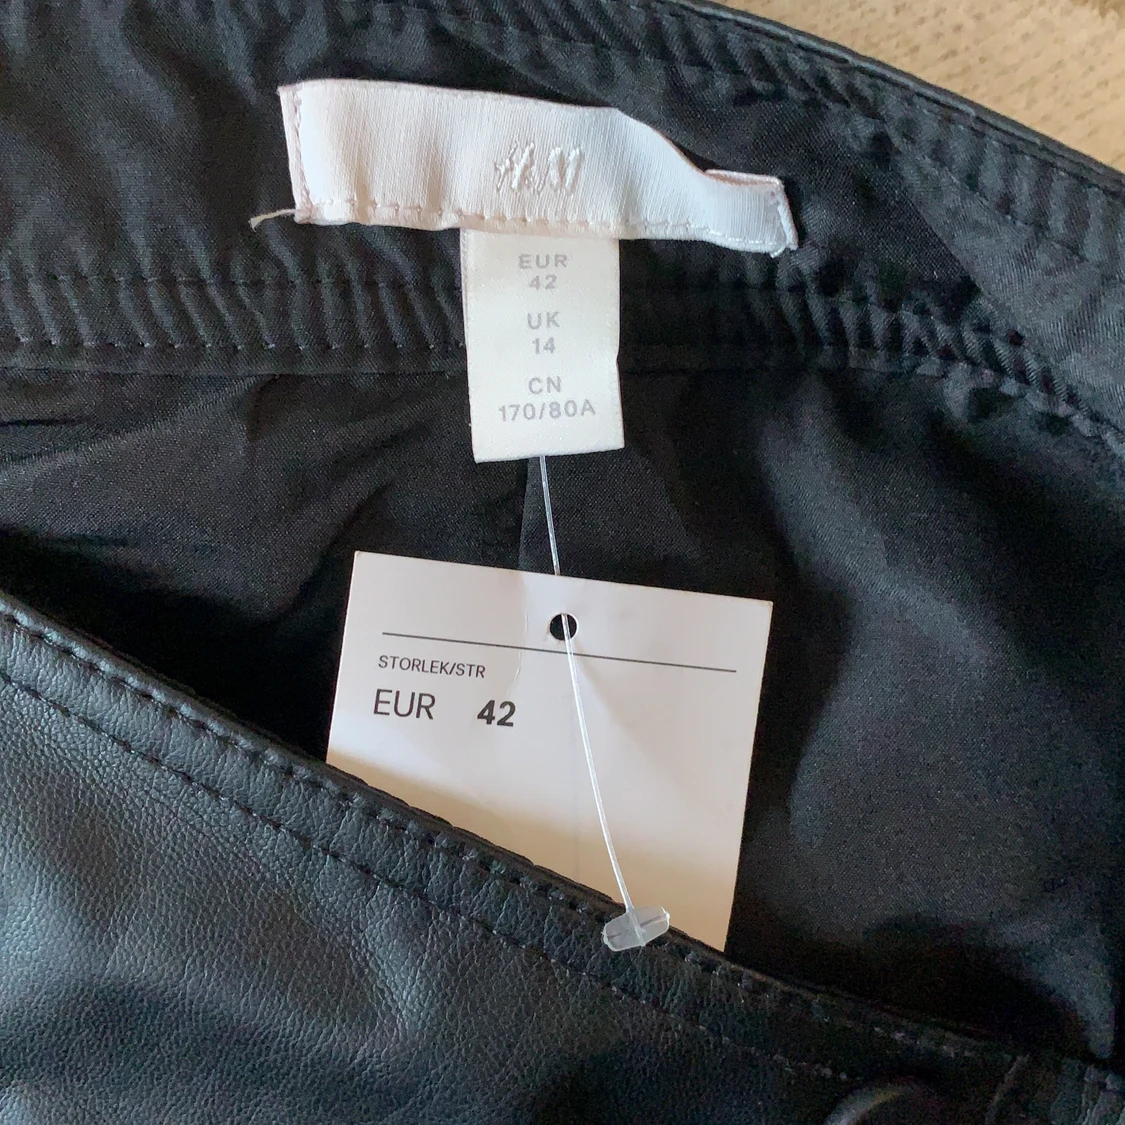 H&M
EUR
42
UK
14
CN
170/80A
STORLEK/STR
EUR 42